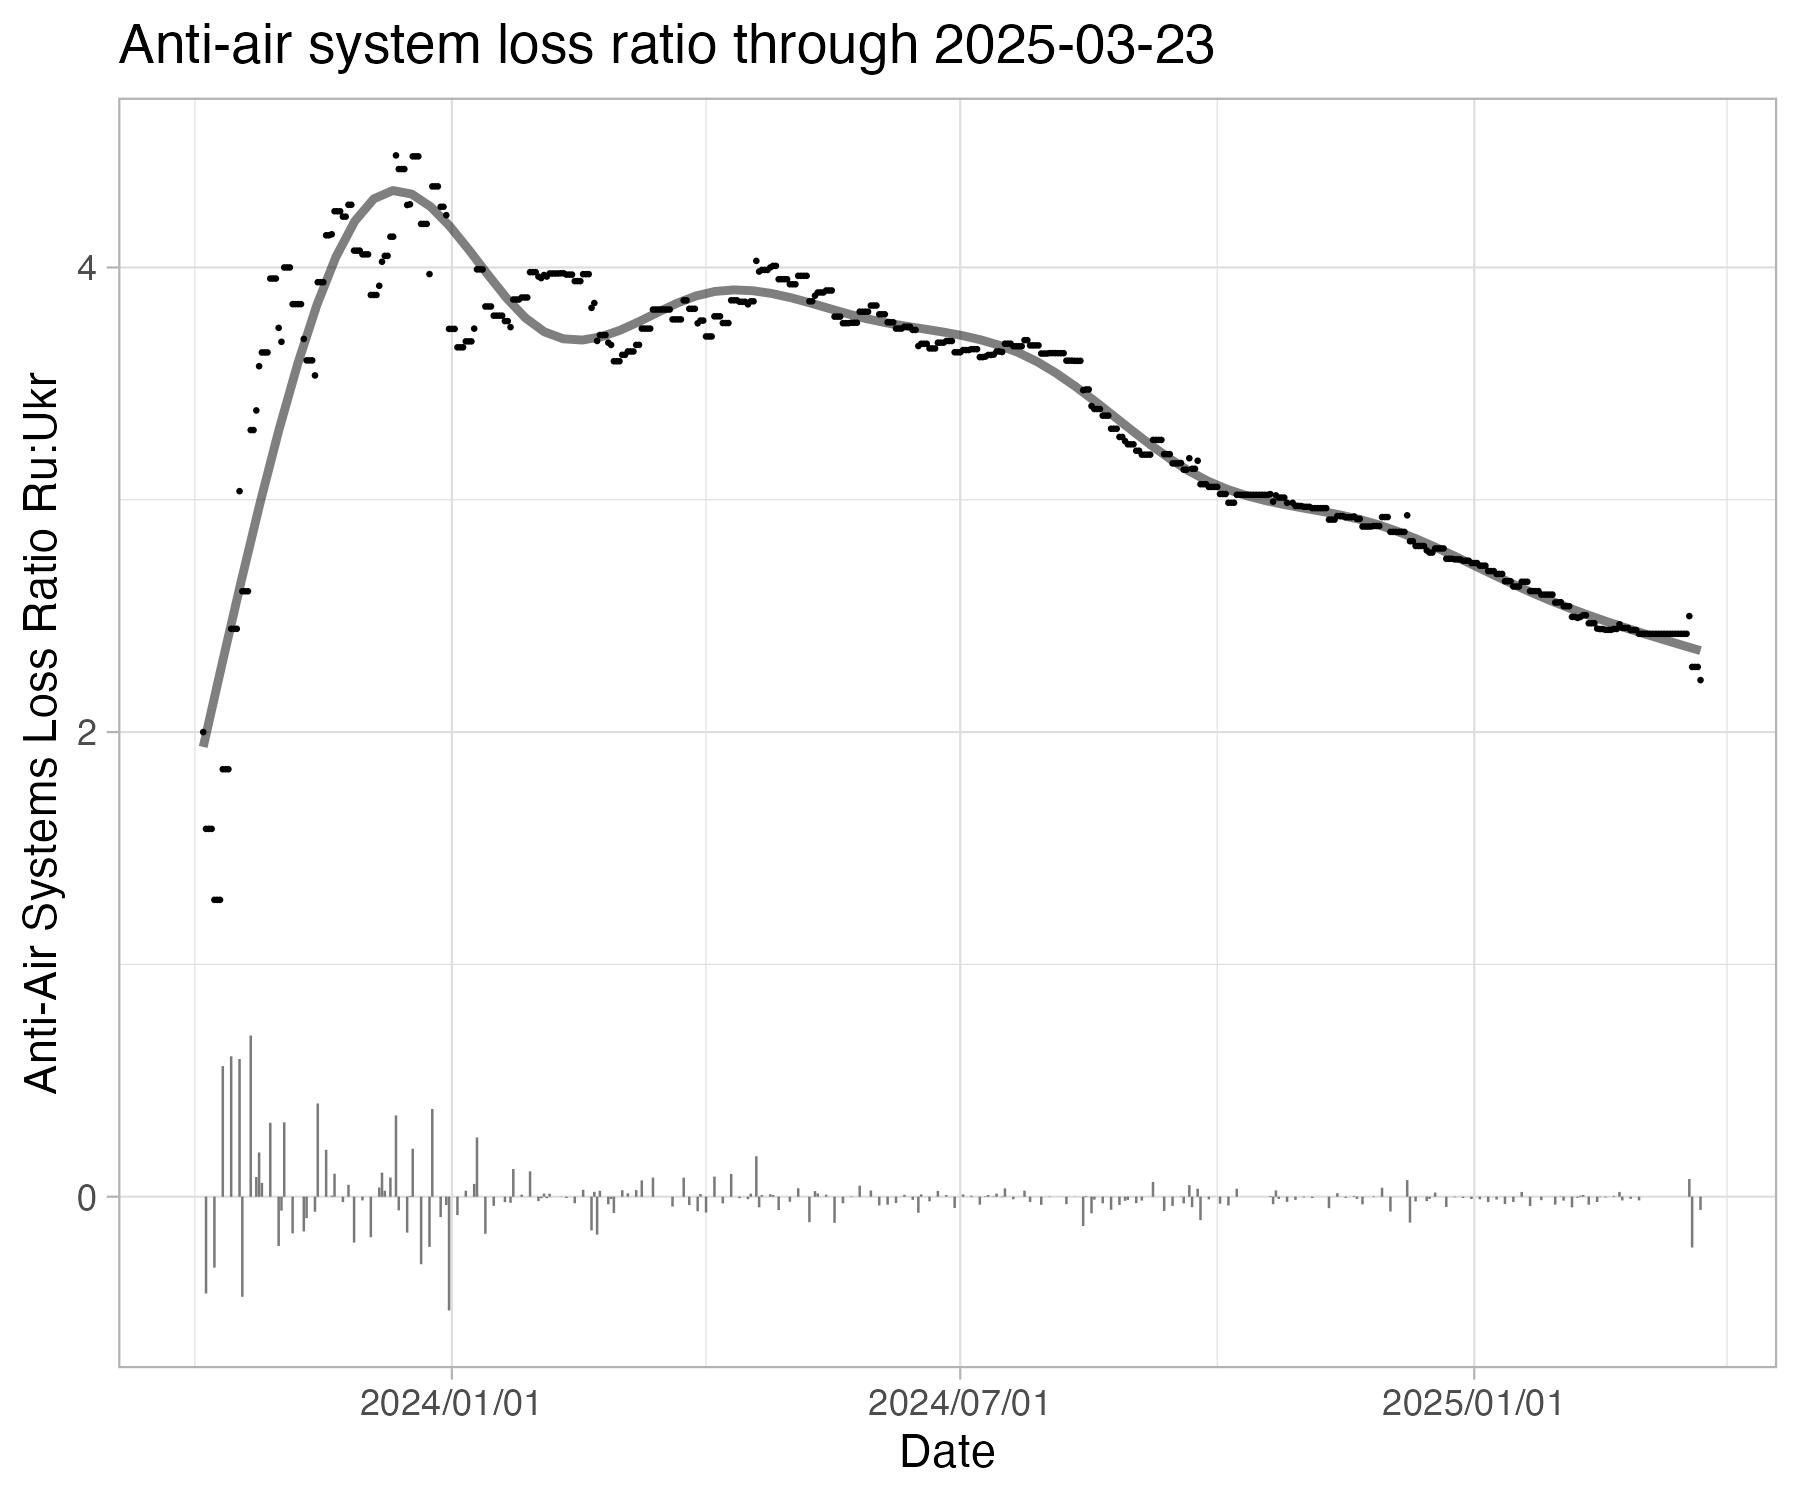 Anti-air system loss ratio through 2025-03-23
Anti-Air Systems Loss Ratio Ru:Ukr
4
2
0
2024/01/01
2024/07/01
2025/01/01
Date